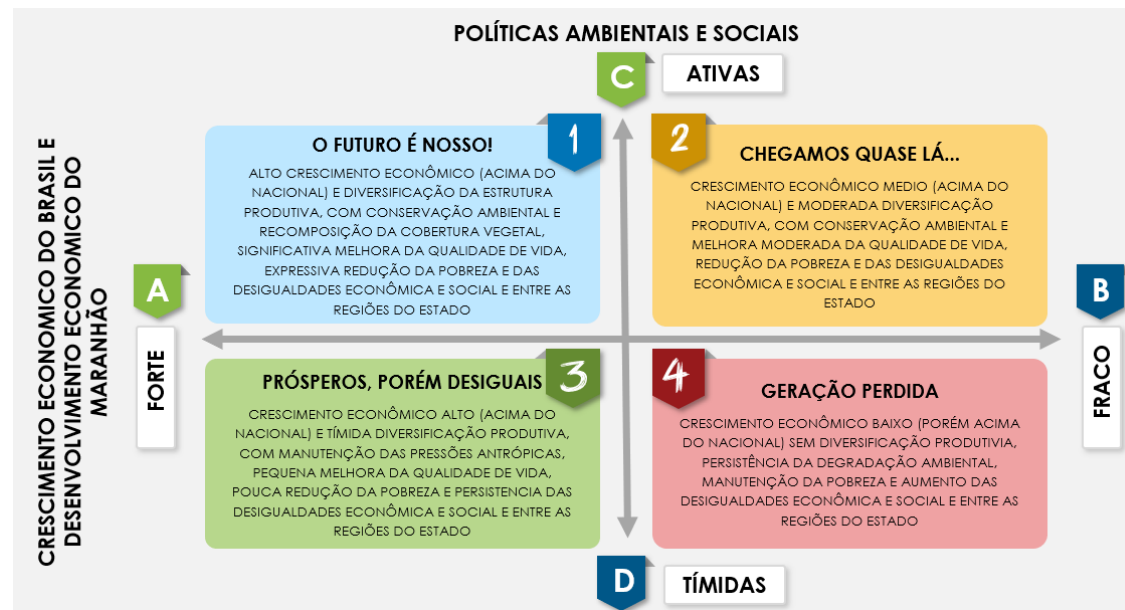 POLÍTICAS AMBIENTAIS E SOCIAIS
C
ATIVAS
CRESCIMENTO ECONOMICO DO BRASIL E
DESENVOLVIMENTO ECONOMICO DO
MARANHÃO
A
FORTE
1
O FUTURO É NOSSO!
ALTO CRESCIMENTO ECONÔMICO (ACIMA DO
NACIONAL) E DIVERSIFICAÇÃO DA ESTRUTURA
PRODUTIVA, COM CONSERVAÇÃO AMBIENTAL E
RECOMPOSIÇÃO DA COBERTURA VEGETAL,
SIGNIFICATIVA MELHORA DA QUALIDADE DE VIDA,
EXPRESSIVA REDUÇÃO DA POBREZA E DAS
DESIGUALDADES ECONÔMICA E SOCIAL E ENTRE AS
REGIÕES DO ESTADO
2
CHEGAMOS QUASE LÁ...
CRESCIMENTO ECONÔMICO MEDIO (ACIMA DO
NACIONAL) E MODERADA DIVERSIFICAÇÃO
PRODUTIVA, COM CONSERVAÇÃO AMBIENTAL E
MELHORA MODERADA DA QUALIDADE DE VIDA,
REDUÇÃO DA POBREZA E DAS DESIGUALDADES
ECONÔMICA E SOCIAL E ENTRE AS REGIÕES DO
ESTADO
B
FRACO
3
PRÓSPEROS, PORÉM DESIGUAIS
CRESCIMENTO ECONÔMICO ALTO (ACIMA DO
NACIONAL) E TÍMIDA DIVERSIFICAÇÃO PRODUTIVA,
COM MANUTENÇÃO DAS PRESSÕES ANTRÓPICAS,
PEQUENA MELHORA DA QUALIDADE DE VIDA,
POUCA REDUÇÃO DA POBREZA E PERSISTENCIA DAS
DESIGUALDADES ECONÔMICA E SOCIAL E ENTRE AS
REGIÕES DO ESTADO
4
GERAÇÃO PERDIDA
CRESCIMENTO ECONÔMICO BAIXO (PORÉM ACIMA
DO NACIONAL) SEM DIVERSIFICAÇÃO PRODUTIVIA,
PERSISTÊNCIA DA DEGRADAÇÃO AMBIENTAL,
MANUTENÇÃO DA POBREZA E AUMENTO DAS
DESIGUALDADES ECONÔMICA E SOCIAL E ENTRE AS
REGIÕES DO ESTADO
D
TÍMIDAS